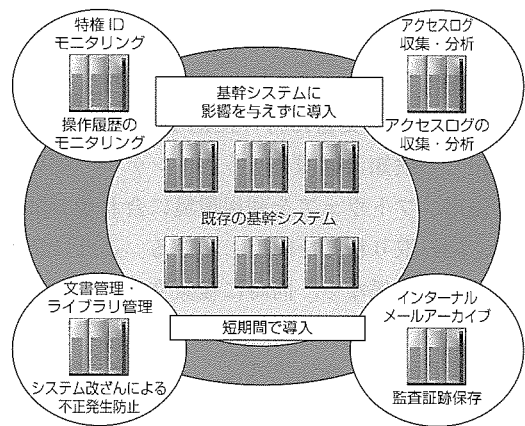 特権ID
モニタリング
操作履歴の
モニタリング
アクセスログ
収集・分析
アクセスログの
収集・分析
基幹システムに
影響を与えずに導入
既存の基幹システム
短期間で導入
文書管理・
ライブラリ管理
システム改ざんによる
不正発生防止
インターナル
メールアーカイブ
監査証跡保存